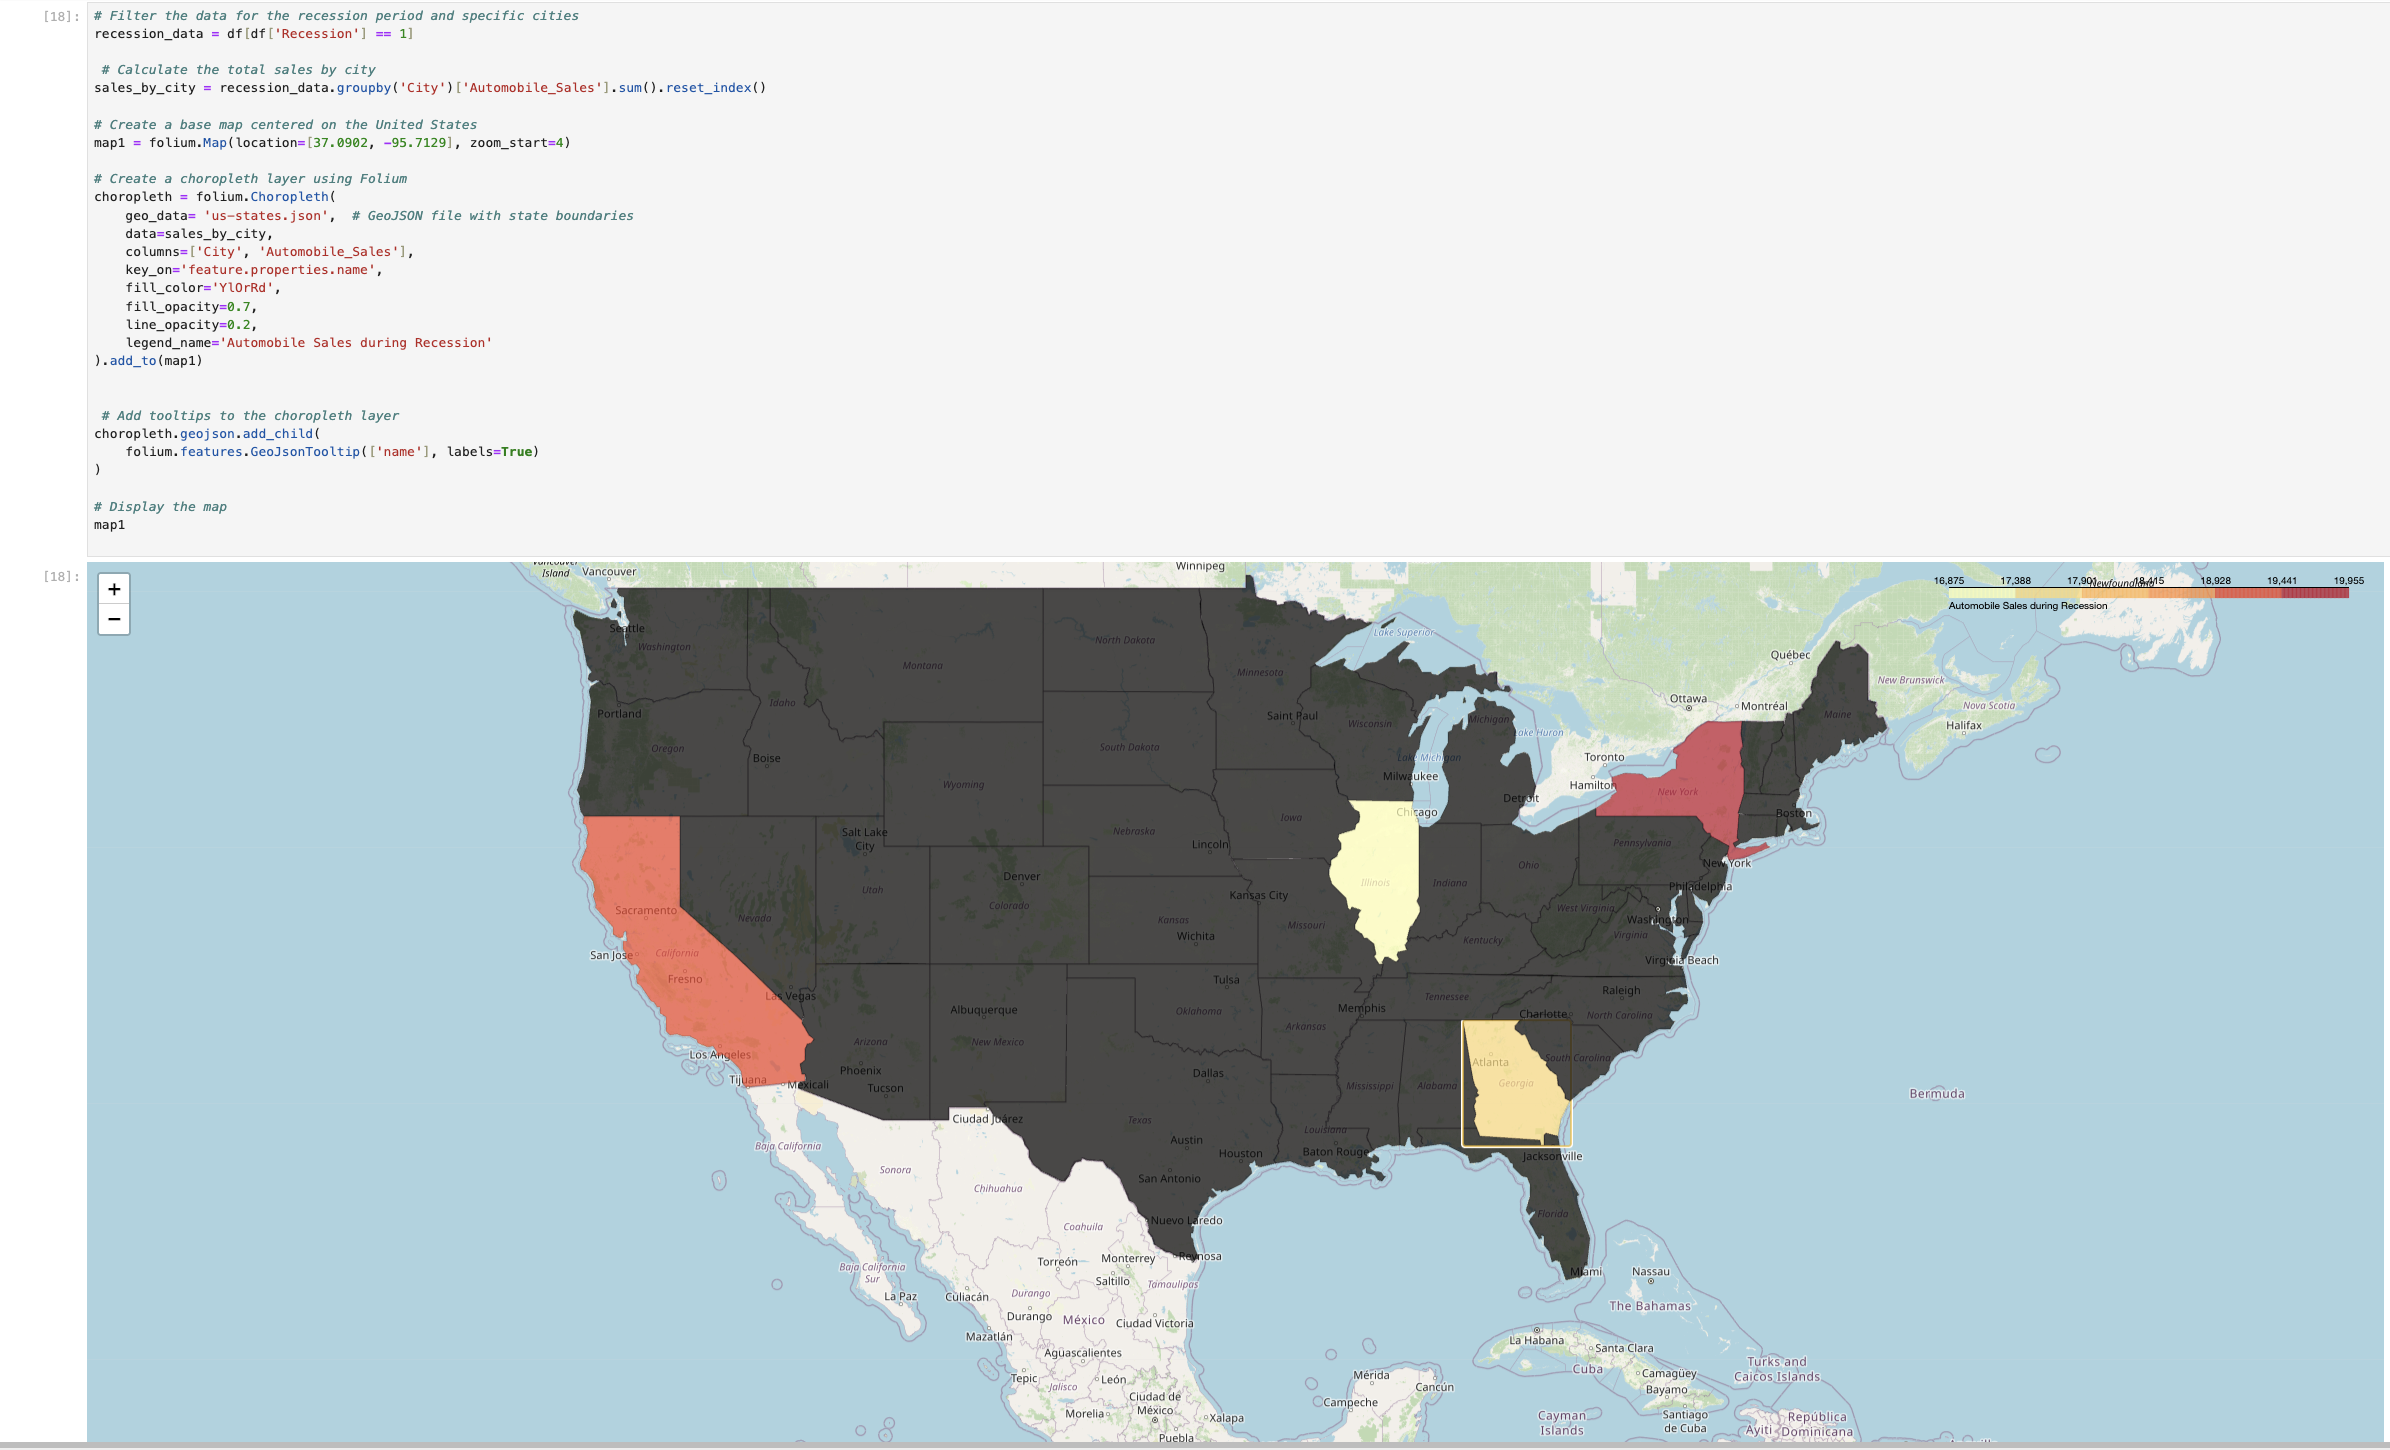 [18]:
# Filter the data for the recession period and specific cities
recession_data = df[df['Recession'] == 1]
# Calculate the total sales by city
sales_by_city = recession_data.groupby('City')['Automobile_Sales'].sum().reset_index()
# Create a base map centered on the United States
map1 = folium.Map(location=[37.0902, -95.7129], zoom_start=4)
# Create a choropleth layer using Folium
choropleth = folium.Choropleth(
    geo_data= 'us-states.json',  # GeoJSON file with state boundaries
    data=sales_by_city,
    columns=['City', 'Automobile_Sales'],
    key_on='feature.properties.name',
    fill_color='YlOrRd',
    fill_opacity=0.7,
    line_opacity=0.2,
    legend_name='Automobile Sales during Recession'
).add_to(map1)
# Add tooltips to the choropleth layer
choropleth.geojson.add_child(
    folium.features.GeoJsonTooltip(['name'], labels=True)
)
# Display the map
map1
[18]:
+
−
Vancouver
Island
Vancouver
Winnipeg
16,875 17,388 17,901 18,415 18,928 19,441 19,955
Newfoundland
Automobile Sales during Recession
Seattle
Washington
North Dakota
Lake Superior
Montana
Minnesota
Québec
New Brunswick
Idaho
Portland
Saint Paul
Wisconsin
Michigan
Ottawa
Montréal
Maine
Nova Scotia
Halifax
Oregon
Boise
South Dakota
Lake Huron
Lake Michigan
Toronto
Milwaukee
Hamilton
Wyoming
Detroit
New York
Chicago
Boston
Iowa
Salt Lake
City
Nebraska
Lincoln
Pennsylvania
New York
Ohio
Denver
Utah
Illinois
Indiana
Philadelphia
Kansas City
Colorado
Sacramento
Nevada
Kansas
Missouri
West Virginia
Washington
Wichita
Kentucky
Virginia
San Jose
California
Virginia Beach
Fresno
Las Vegas
Tulsa
Raleigh
Tennessee
Albuquerque
Oklahoma
Memphis
Charlotte
North Carolina
Arkansas
Arizona
New Mexico
Los Angeles
Atlanta
South Carolina
Phoenix
Dallas
Tijuana
Mexicali
Tucson
Mississippi
Alabama
Georgia
Bermuda
Ciudad Juárez
Texas
Louisiana
Baja California
Austin
Houston
Baton Rouge
Jacksonville
Sonora
San Antonio
Chihuahua
Florida
Nuevo Laredo
Coahuila
Reynosa
Torreón
Monterrey
Baja California
Sur
Saltillo
Tamaulipas
Miami
Nassau
La Paz
Culiacán
Durango
The Bahamas
Durango
México
Ciudad Victoria
Mazatlán
La Habana
Santa Clara
Aguascalientes
Cuba
Turks and
Caicos Islands
Tepic
Jalisco
León
Mérida
Cancún
Camagüey
Bayamo
Ciudad de
México
Campeche
Morelia
Xalapa
Cayman
Islands
Santiago
de Cuba
República
Dominicana
Ayiti
Puebla